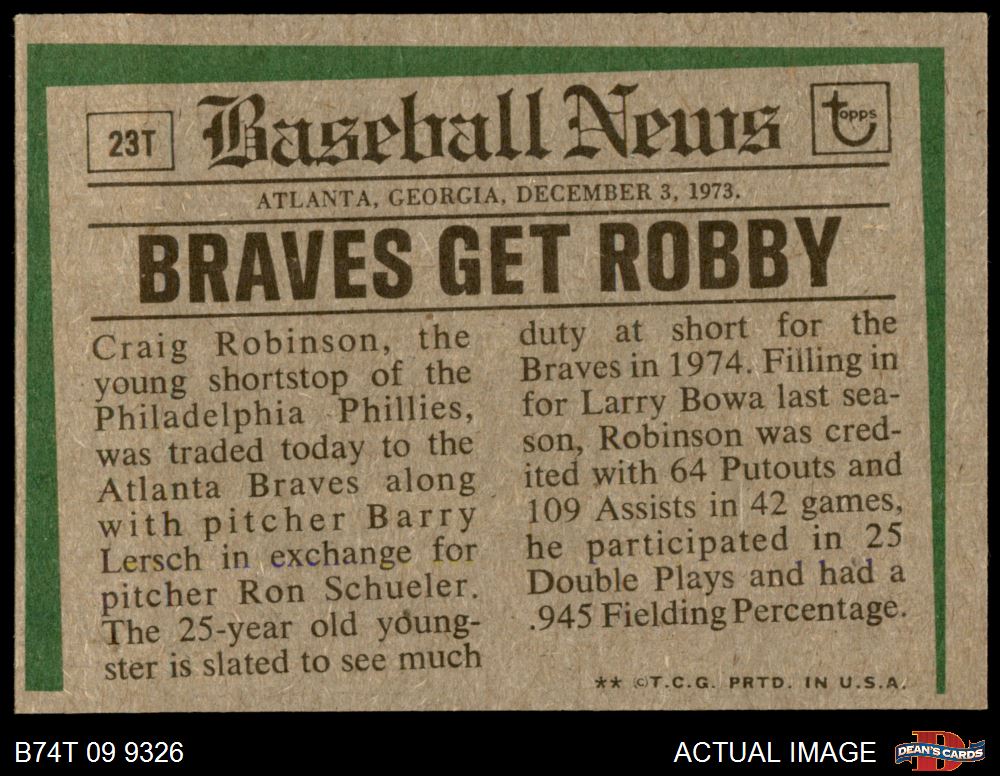 23T
Baseball News
topps
ATLANTA, GEORGIA, DECEMBER 3, 1973.
BRAVES GET ROBBY
Craig Robinson, the
young shortstop of the
Philadelphia Phillies,
was traded today to the
Atlanta Braves along
with pitcher Barry
Lersch in exchange for
pitcher Ron Schueler.
The 25-year old young-
ster is slated to see much
duty at short for the
Braves in 1974. Filling in
for Larry Bowa last sea-
son, Robinson was cred-
ited with 64 Putouts and
109 Assists in 42 games,
he participated in 25
Double Plays and had a
.945 Fielding Percentage.
** ©T.C.G. PRTD. IN U.S.A.
B74T 09 9326
ACTUAL IMAGE
DEAN'S CARDS